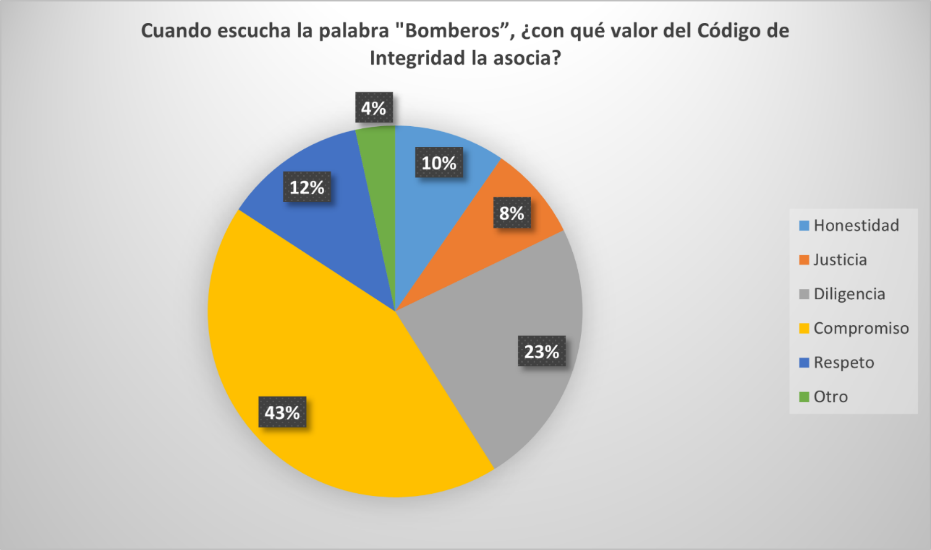 Cuando escucha la palabra "Bomberos”, ¿con qué valor del Código de
Integridad la asocia?
4%
10%
12%
8%
23%
43%
Honestidad
Justicia
Diligencia
Compromiso
Respeto
Otro